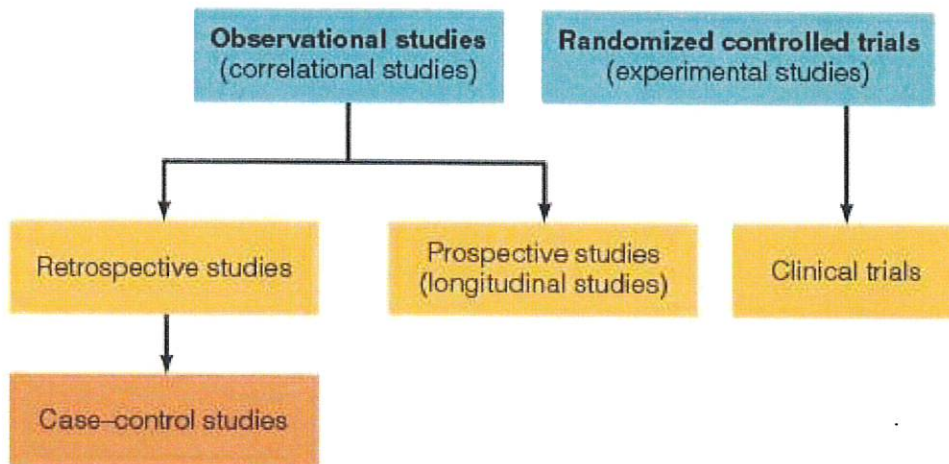 Observational studies
(correlational studies)
Randomized controlled trials
(experimental studies)
Retrospective studies
Prospective studies
(longitudinal studies)
Clinical trials
Case–control studies